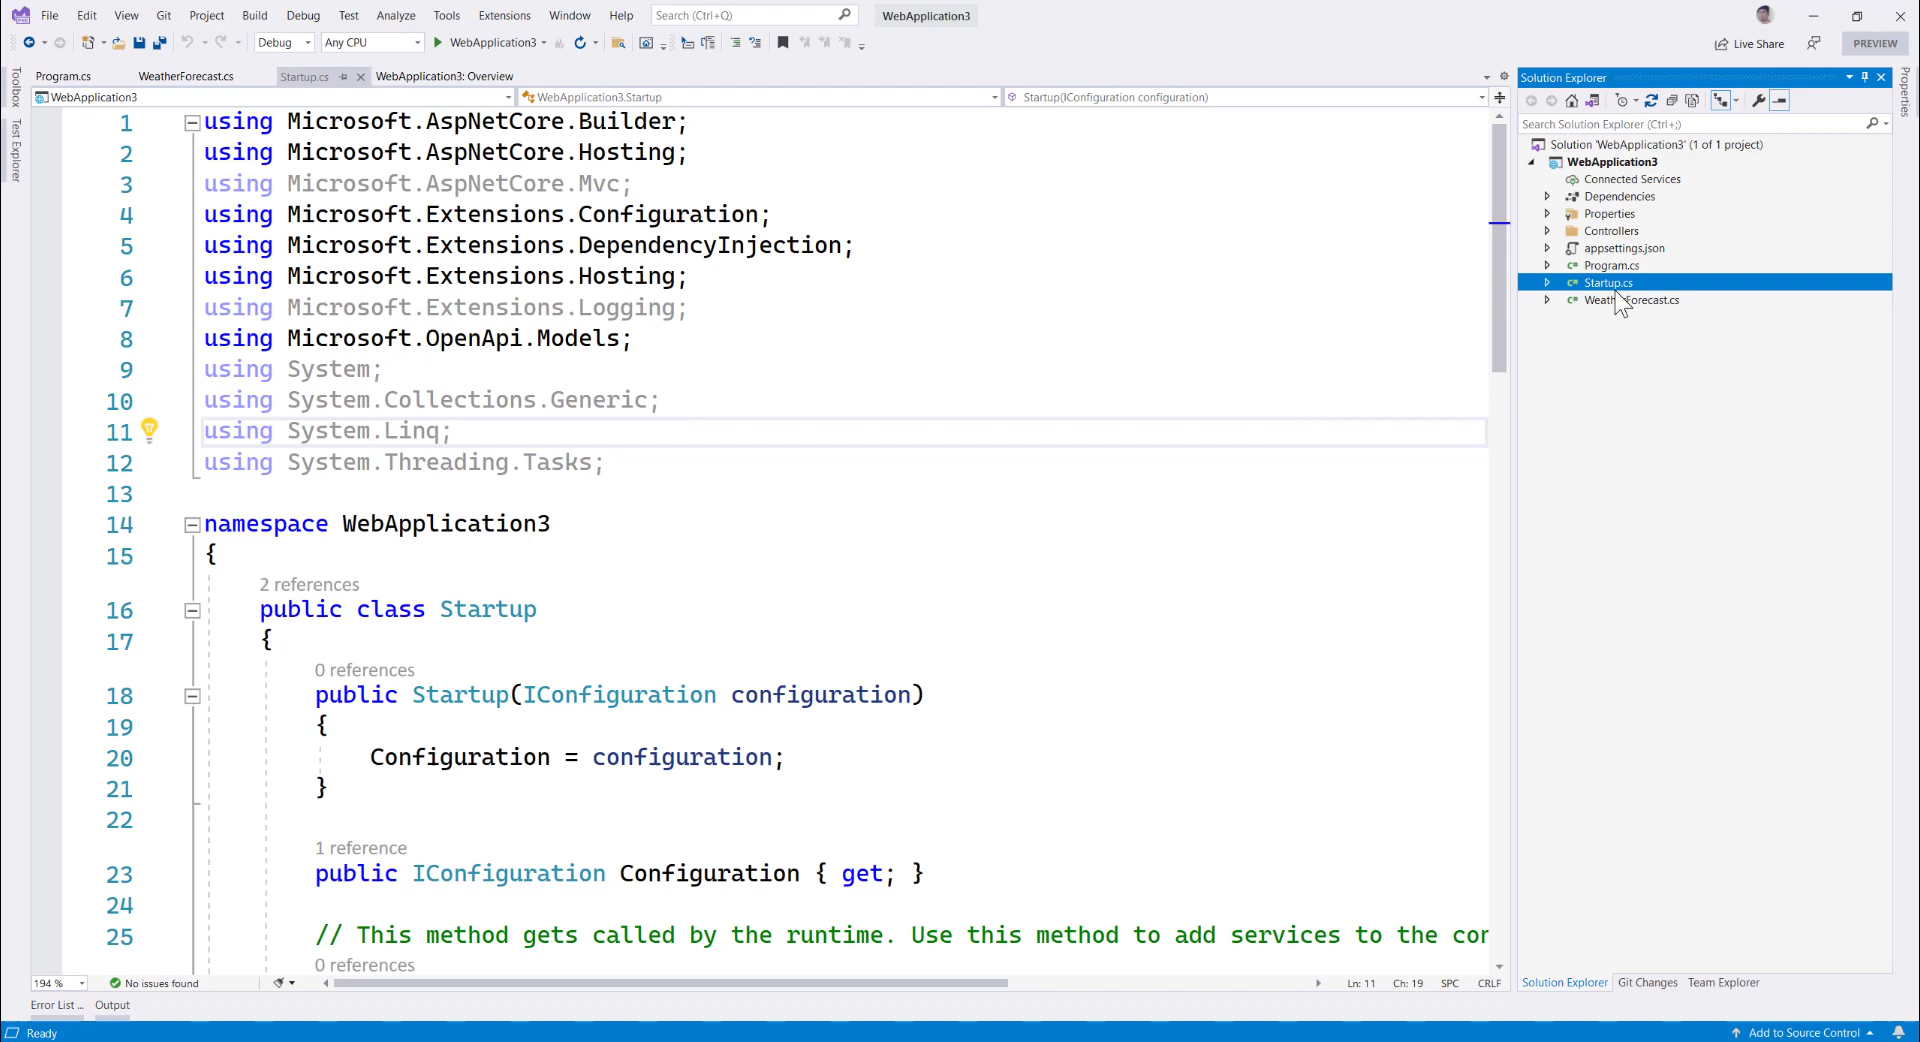 File Edit View Git Project Build Debug Test Analyze Tools Extensions Window Help Search (Ctrl+Q) WebApplication3
Debug Any CPU WebApplication3 Live Share PREVIEW
Toolbox
Test Explorer
Program.cs WeatherForecast.cs Startup.cs WebApplication3: Overview
WebApplication3 WebApplication3.Startup Startup(IConfiguration configuration)
1 using Microsoft.AspNetCore.Builder;
2 using Microsoft.AspNetCore.Hosting;
3 using Microsoft.AspNetCore.Mvc;
4 using Microsoft.Extensions.Configuration;
5 using Microsoft.Extensions.DependencyInjection;
6 using Microsoft.Extensions.Hosting;
7 using Microsoft.Extensions.Logging;
8 using Microsoft.OpenApi.Models;
9 using System;
10 using System.Collections.Generic;
11 using System.Linq;
12 using System.Threading.Tasks;
13
14 namespace WebApplication3
15 {
2 references
16 public class Startup
17 {
0 references
18 public Startup(IConfiguration configuration)
19 {
20 Configuration = configuration;
21 }
22
1 reference
23 public IConfiguration Configuration { get; }
24
25 // This method gets called by the runtime. Use this method to add services to the con
0 references
194 % No issues found Ln: 11 Ch: 19 SPC CRLF
Error List ... Output
Solution Explorer
Search Solution Explorer (Ctrl+;)
Solution 'WebApplication3' (1 of 1 project)
WebApplication3
Connected Services
Dependencies
Properties
Controllers
appsettings.json
C# Program.cs
C# Startup.cs
C# WeatherForecast.cs
Solution Explorer Git Changes Team Explorer
Properties
Ready Add to Source Control